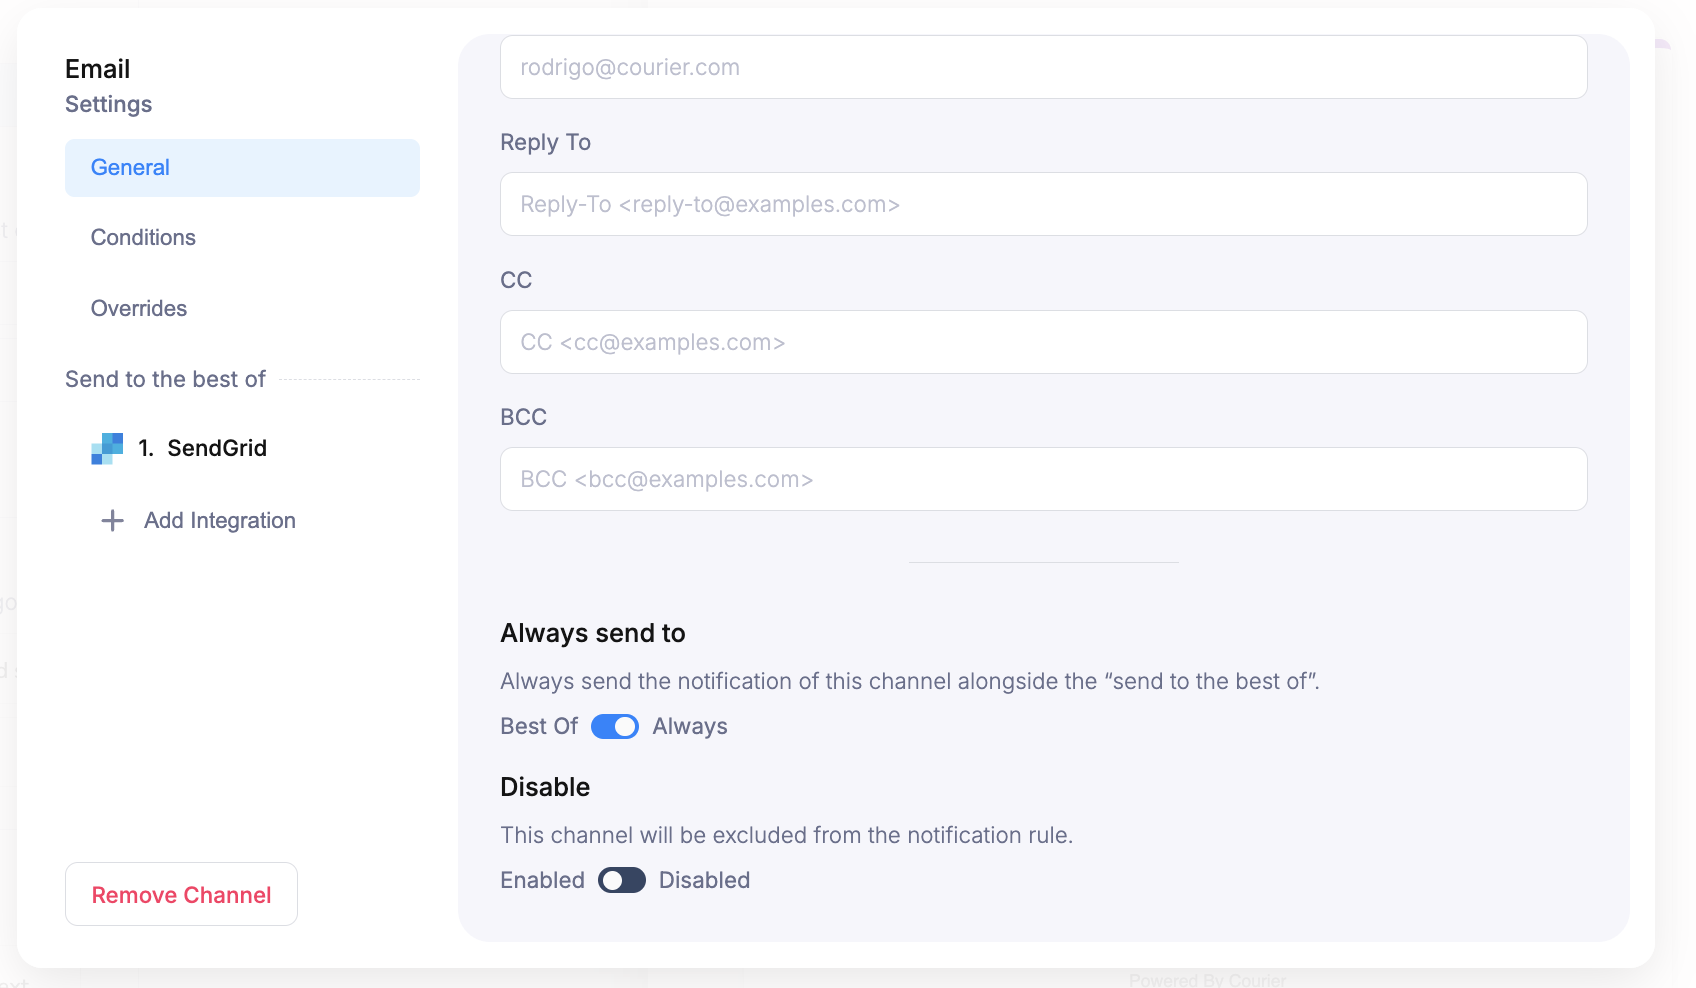 Email
Settings
General
Conditions
Overrides
Send to the best of
1. SendGrid
Add Integration
Remove Channel
rodrigo@courier.com
Reply To
Reply-To <reply-to@examples.com>
CC
CC <cc@examples.com>
BCC
BCC <bcc@examples.com>
Always send to
Always send the notification of this channel alongside the “send to the best of”.
Best Of Always
Disable
This channel will be excluded from the notification rule.
Enabled Disabled
Powered By Courier